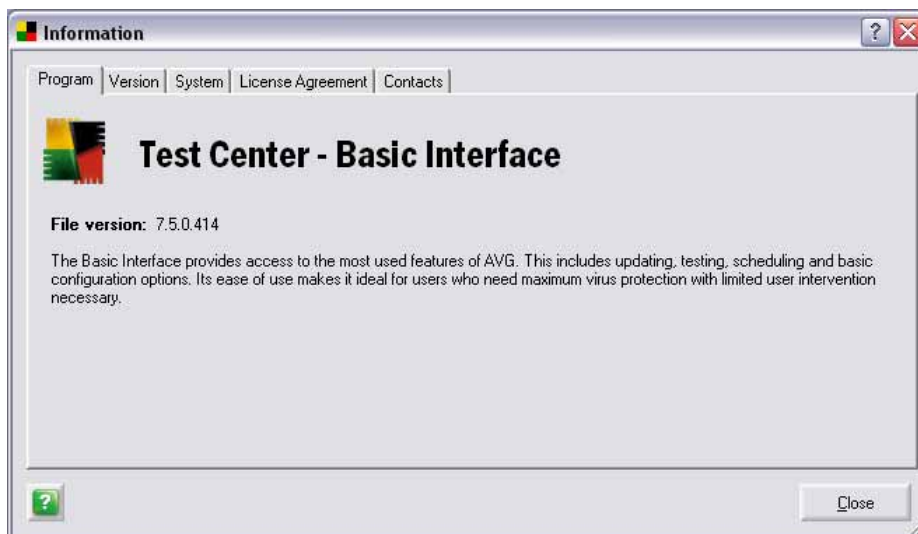 Information
Program Version System License Agreement Contacts
Test Center - Basic Interface
File version: 7.5.0.414
The Basic Interface provides access to the most used features of AVG. This includes updating, testing, scheduling and basic
configuration options. Its ease of use makes it ideal for users who need maximum virus protection with limited user intervention
necessary.
Close